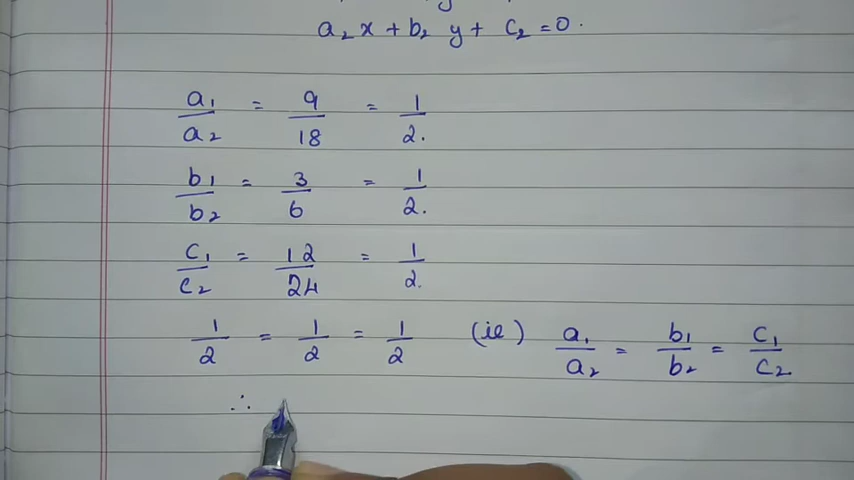 a₂x + b₂y + c₂ = 0.
a₁/a₂ = 9/18 = 1/2.
b₁/b₂ = 3/6 = 1/2.
c₁/c₂ = 12/24 = 1/2.
1/2 = 1/2 = 1/2 (ie) a₁/a₂ = b₁/b₂ = c₁/c₂
∴